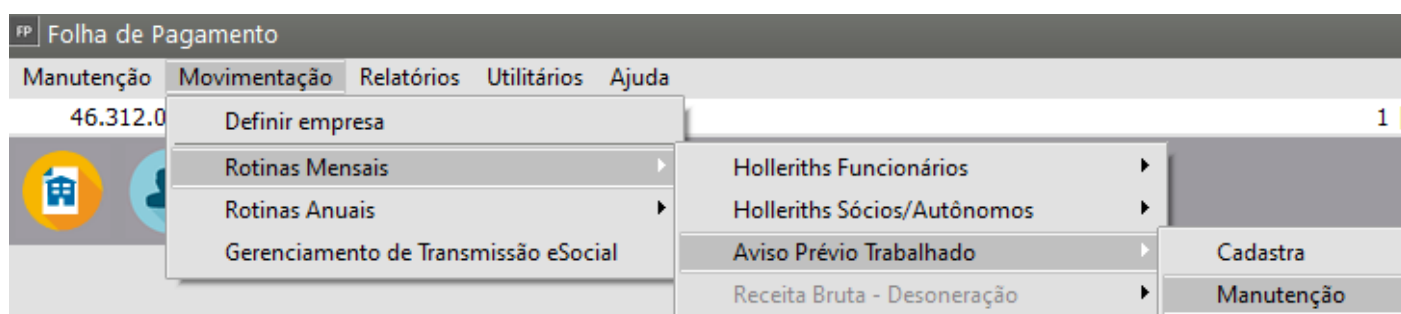 FP Folha de Pagamento
Manutenção Movimentação Relatórios Utilitários Ajuda
46.312.0 1
Definir empresa
Rotinas Mensais
Rotinas Anuais
Gerenciamento de Transmissão eSocial
Holleriths Funcionários
Holleriths Sócios/Autônomos
Aviso Prévio Trabalhado
Receita Bruta - Desoneração
Cadastra
Manutenção